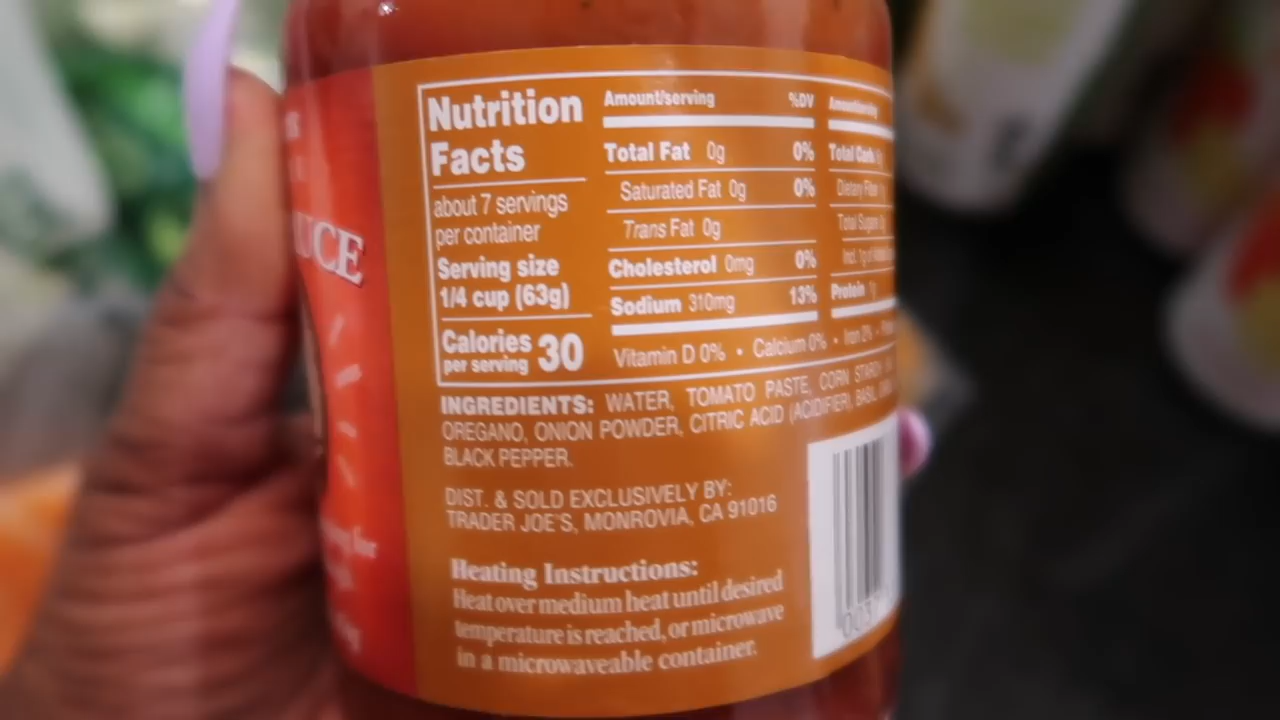 UCE
Nutrition
Facts
about 7 servings
per container
Serving size
1/4 cup (63g)
Calories
per serving 30
Amount/serving %DV
Total Fat 0g 0%
Saturated Fat 0g 0%
Trans Fat 0g
Cholesterol 0mg 0%
Sodium 310mg 13%
Amount/serving
Total Carb
Dietary Fiber
Total Sugars
Incl.
Protein
Vitamin D 0% • Calcium 0% • Iron 2% •
INGREDIENTS: WATER, TOMATO PASTE, CORN STARCH,
OREGANO, ONION POWDER, CITRIC ACID (ACIDIFIER), BASIL,
BLACK PEPPER.
DIST. & SOLD EXCLUSIVELY BY:
TRADER JOE'S, MONROVIA, CA 91016
Heating Instructions:
Heat over medium heat until desired
temperature is reached, or microwave
in a microwaveable container.